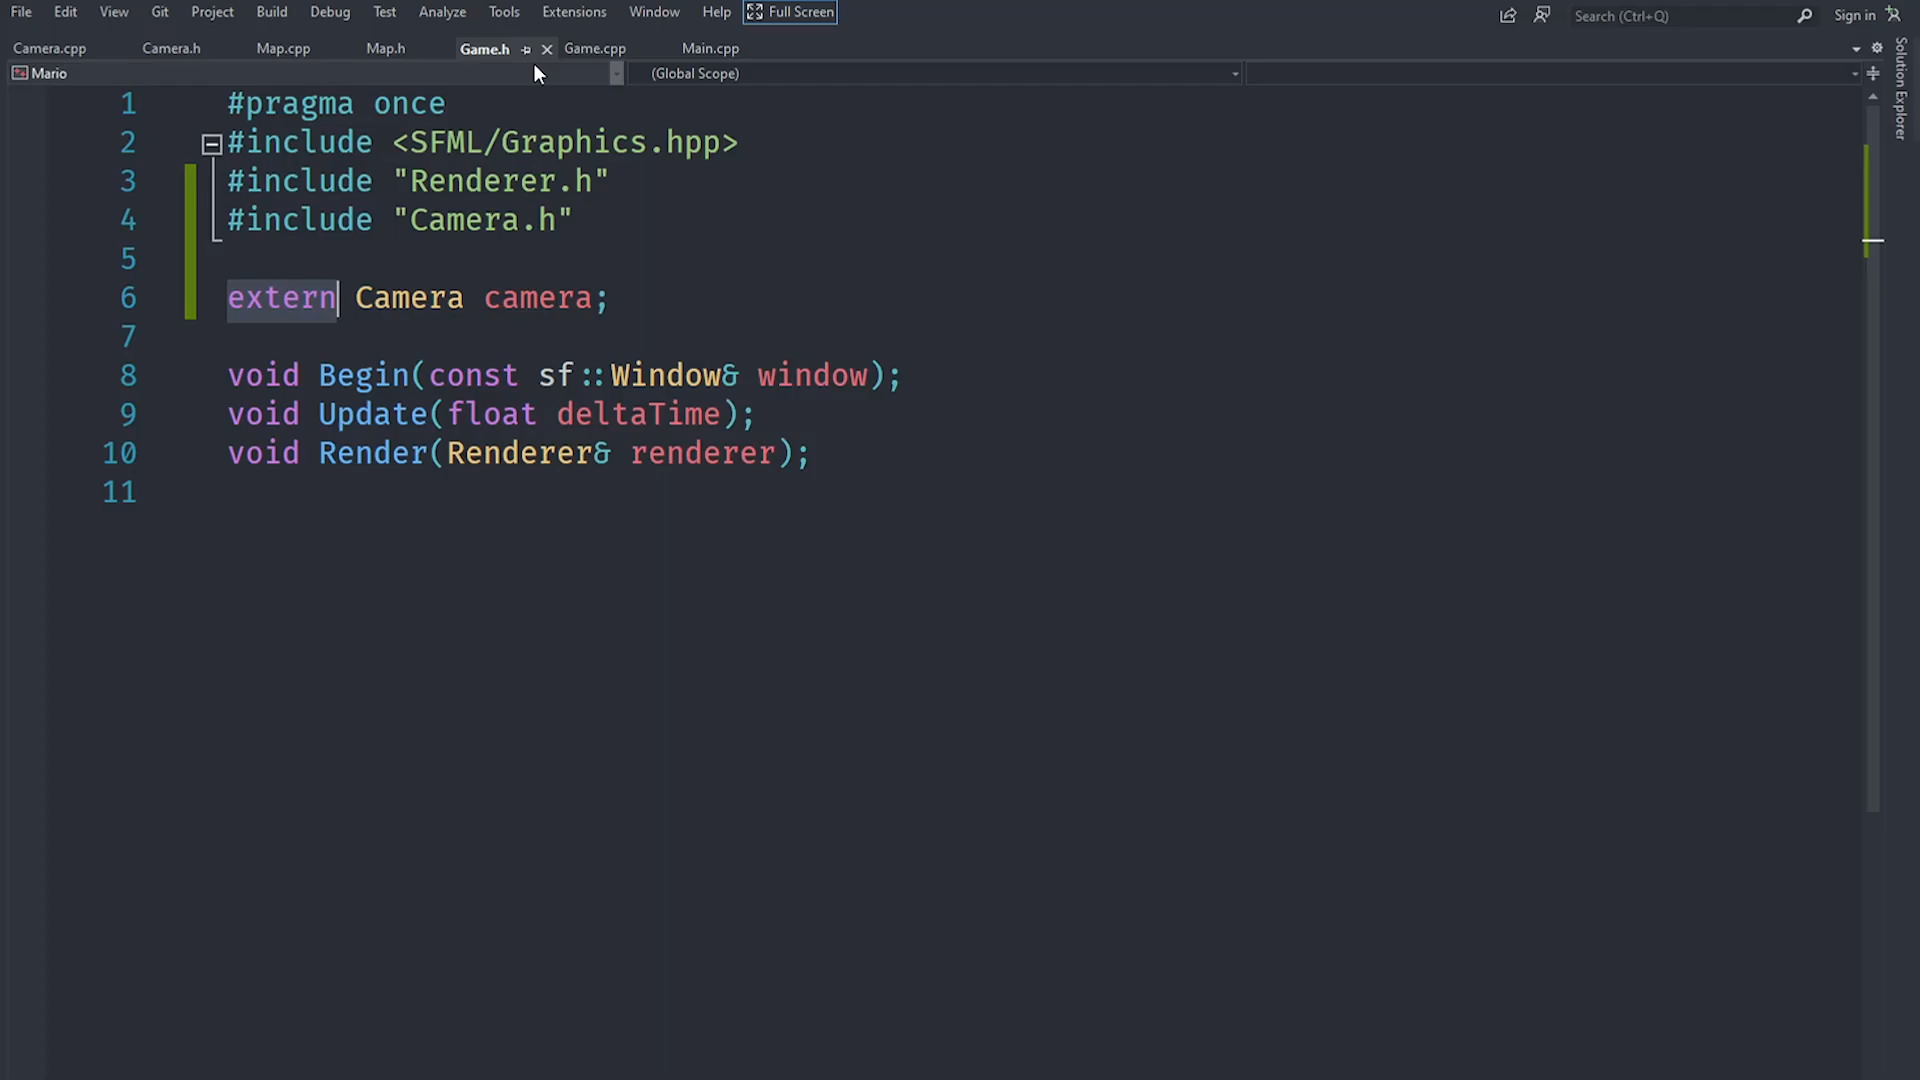 File Edit View Git Project Build Debug Test Analyze Tools Extensions Window Help Full Screen Search (Ctrl+Q) Sign in
Camera.cpp Camera.h Map.cpp Map.h Game.h Game.cpp Main.cpp
Mario (Global Scope)
Solution Explorer
1 #pragma once
2 #include <SFML/Graphics.hpp>
3 #include "Renderer.h"
4 #include "Camera.h"
5
6 extern Camera camera;
7
8 void Begin(const sf::Window& window);
9 void Update(float deltaTime);
10 void Render(Renderer& renderer);
11